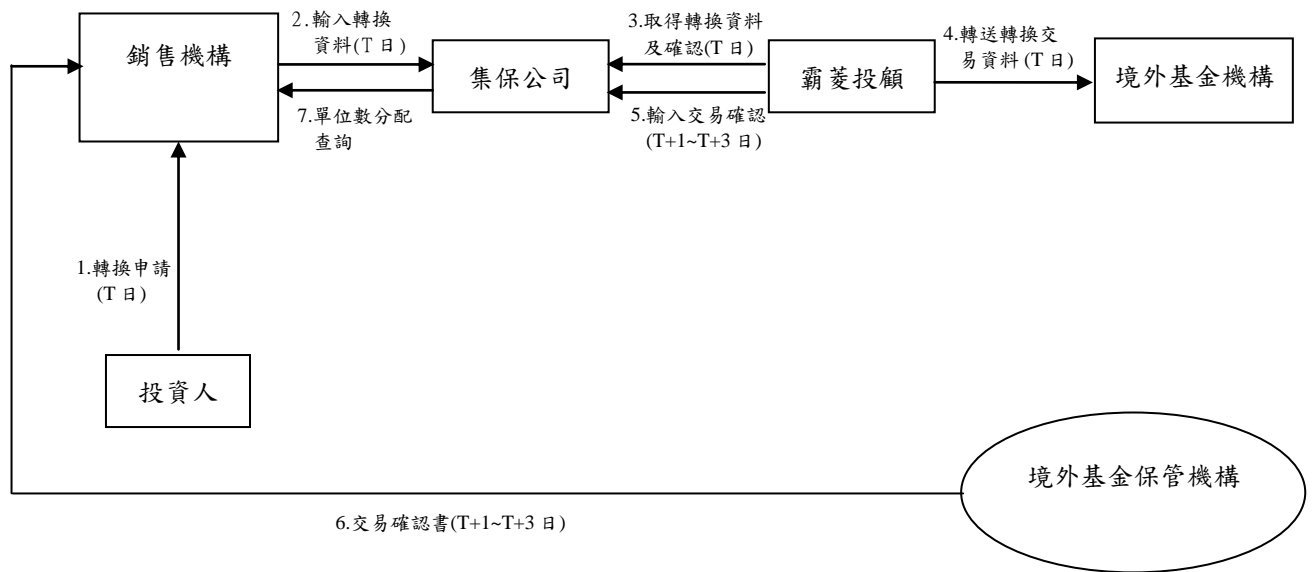 2.輸入轉換
資料(T 日)
3.取得轉換資料
及確認(T 日)
4.轉送轉換交
易資料 (T 日)
銷售機構
集保公司
霸菱投顧
境外基金機構
7.單位數分配
查詢
5.輸入交易確認
(T+1~T+3 日)
1.轉換申請
(T 日)
投資人
境外基金保管機構
6.交易確認書(T+1~T+3 日)